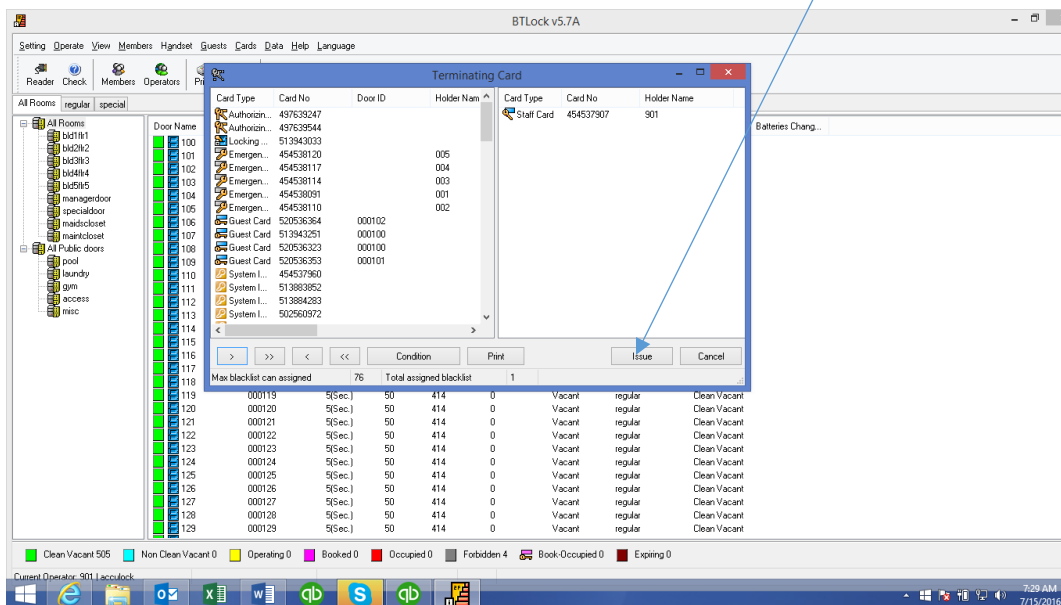 BTLock v5.7A
Setting Operate View Members Handset Guests Cards Data Help Language
Reader Check Members Operators Pri
All Rooms regular special
All Rooms
bld1flr1
bld2flr2
bld3flr3
bld4flr4
bld5flr5
managerdoor
specialdoor
maidscloset
maintcloset
All Public doors
pool
laundry
gym
access
misc
Door Name
Batteries Chang...
100
101
102
103
104
105
106
107
108
109
110
111
112
113
114
115
116
117
118
Terminating Card
Card Type Card No Door ID Holder Nam
Authorizin... 497639247
Authorizin... 497639544
Locking ... 513943033
Emergen... 454538120 005
Emergen... 454538117 004
Emergen... 454538114 003
Emergen... 454538091 001
Emergen... 454538110 002
Guest Card 520536364 000102
Guest Card 513943251 000100
Guest Card 520536323 000100
Guest Card 520536353 000101
System I... 454537960
System I... 513883852
System I... 513884283
System I... 502560972
Card Type Card No Holder Name
Staff Card 454537907 901
> >> < << Condition Print Issue Cancel
Max blacklist can assigned 76 Total assigned blacklist 1
119 000119 5(Sec.) 50 414 0 Vacant regular Clean Vacant
120 000120 5(Sec.) 50 414 0 Vacant regular Clean Vacant
121 000121 5(Sec.) 50 414 0 Vacant regular Clean Vacant
122 000122 5(Sec.) 50 414 0 Vacant regular Clean Vacant
123 000123 5(Sec.) 50 414 0 Vacant regular Clean Vacant
124 000124 5(Sec.) 50 414 0 Vacant regular Clean Vacant
125 000125 5(Sec.) 50 414 0 Vacant regular Clean Vacant
126 000126 5(Sec.) 50 414 0 Vacant regular Clean Vacant
127 000127 5(Sec.) 50 414 0 Vacant regular Clean Vacant
128 000128 5(Sec.) 50 414 0 Vacant regular Clean Vacant
129 000129 5(Sec.) 50 414 0 Vacant regular Clean Vacant
Clean Vacant 505 Non Clean Vacant 0 Operating 0 Booked 0 Occupied 0 Forbidden 4 Book-Occupied 0 Expiring 0
Current Operator: 901 | acculock
7:29 AM
7/15/2016